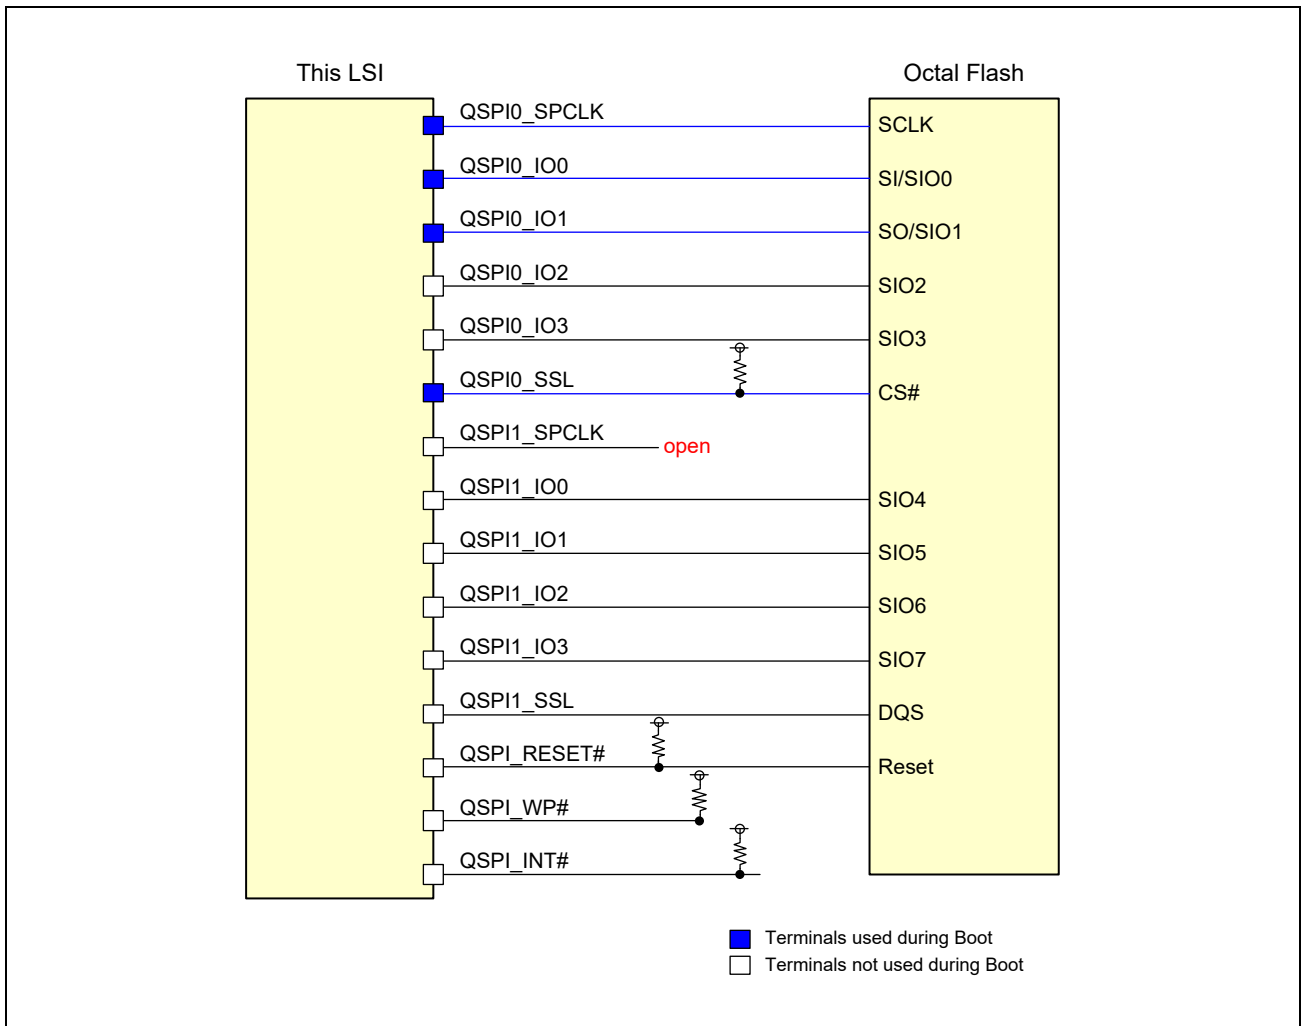 This LSI
Octal Flash
QSPI0_SPCLK
SCLK
QSPI0_IO0
SI/SIO0
QSPI0_IO1
SO/SIO1
QSPI0_IO2
SIO2
QSPI0_IO3
SIO3
QSPI0_SSL
CS#
QSPI1_SPCLK
open
QSPI1_IO0
SIO4
QSPI1_IO1
SIO5
QSPI1_IO2
SIO6
QSPI1_IO3
SIO7
QSPI1_SSL
DQS
QSPI_RESET#
Reset
QSPI_WP#
QSPI_INT#
Terminals used during Boot
Terminals not used during Boot